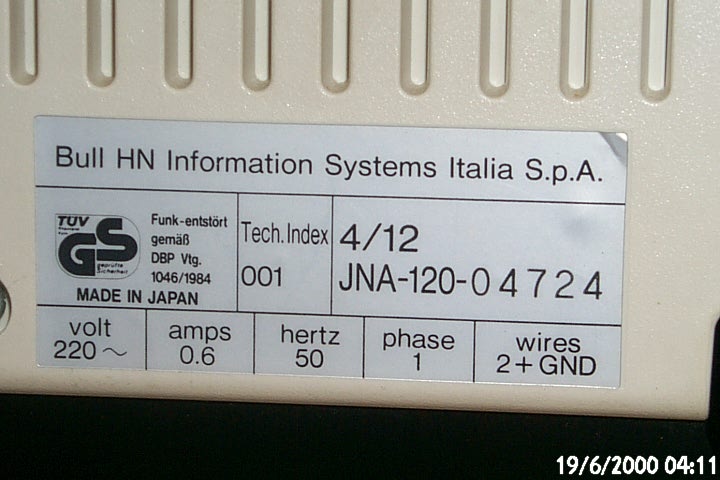 Bull HN Information Systems Italia S.p.A.
TÜV
GS
geprüfte
Sicherheit
Funk-entstört
gemäß
DBP Vtg.
1046/1984
MADE IN JAPAN
Tech.Index
001
4/12
JNA-120-04724
volt
220 ~
amps
0.6
hertz
50
phase
1
wires
2+GND
19/6/2000 04:11